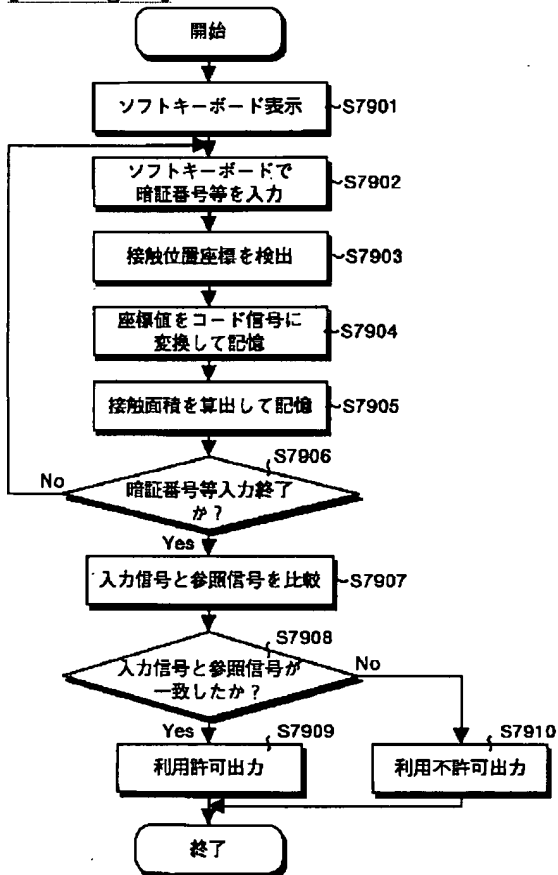 開始
ソフトキーボード表示
S7901
ソフトキーボードで
暗証番号等を入力
S7902
接触位置座標を検出
S7903
座標値をコード信号に
変換して記憶
S7904
接触面積を算出して記憶
S7905
S7906
暗証番号等入力終了
か?
No
Yes
入力信号と参照信号を比較
S7907
S7908
入力信号と参照信号が
一致したか?
No
Yes
S7909
利用許可出力
S7910
利用不許可出力
終了